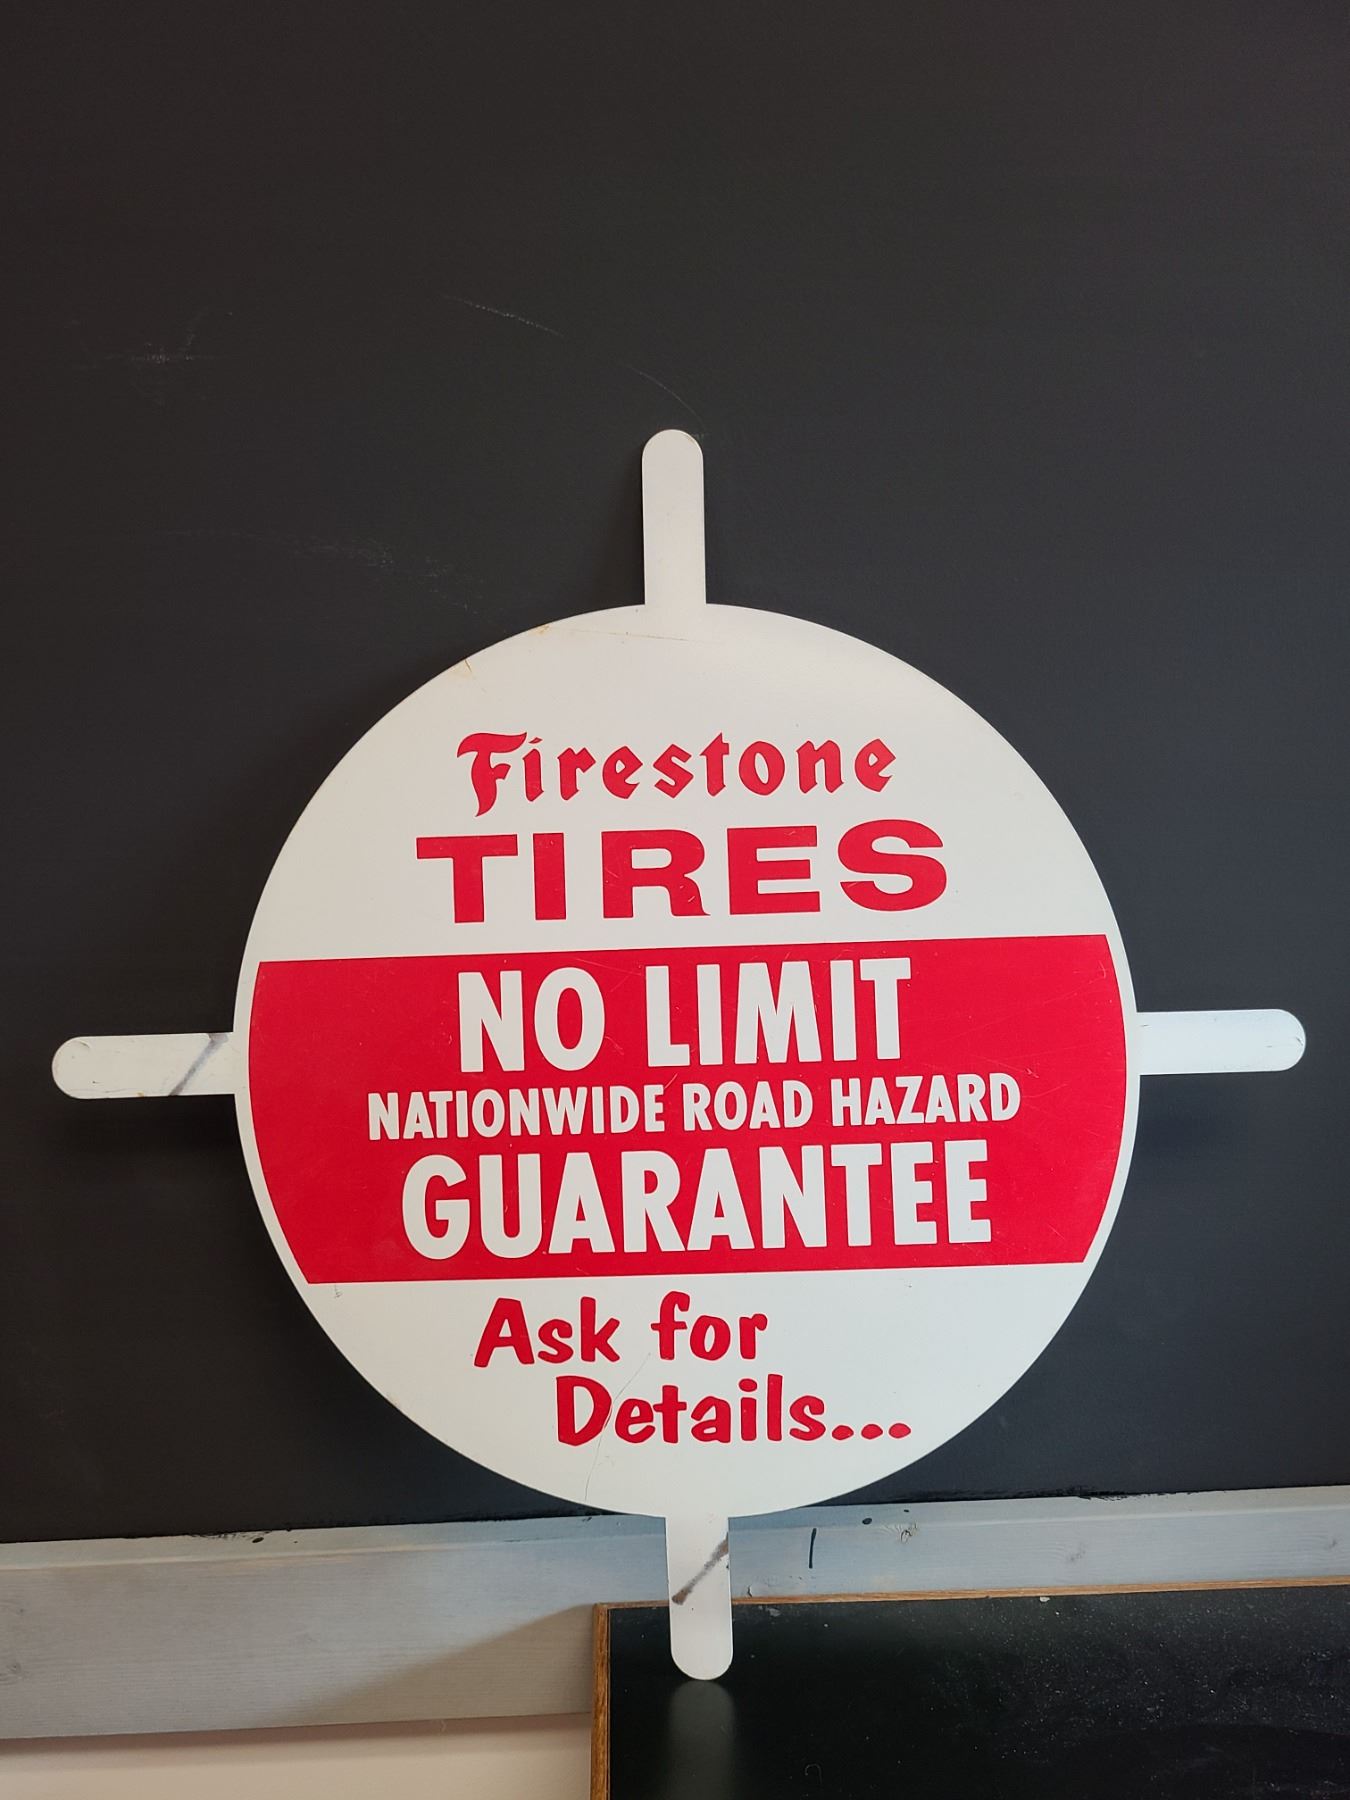 Firestone
TIRES
NO LIMIT
NATIONWIDE ROAD HAZARD
GUARANTEE
Ask for
Details...